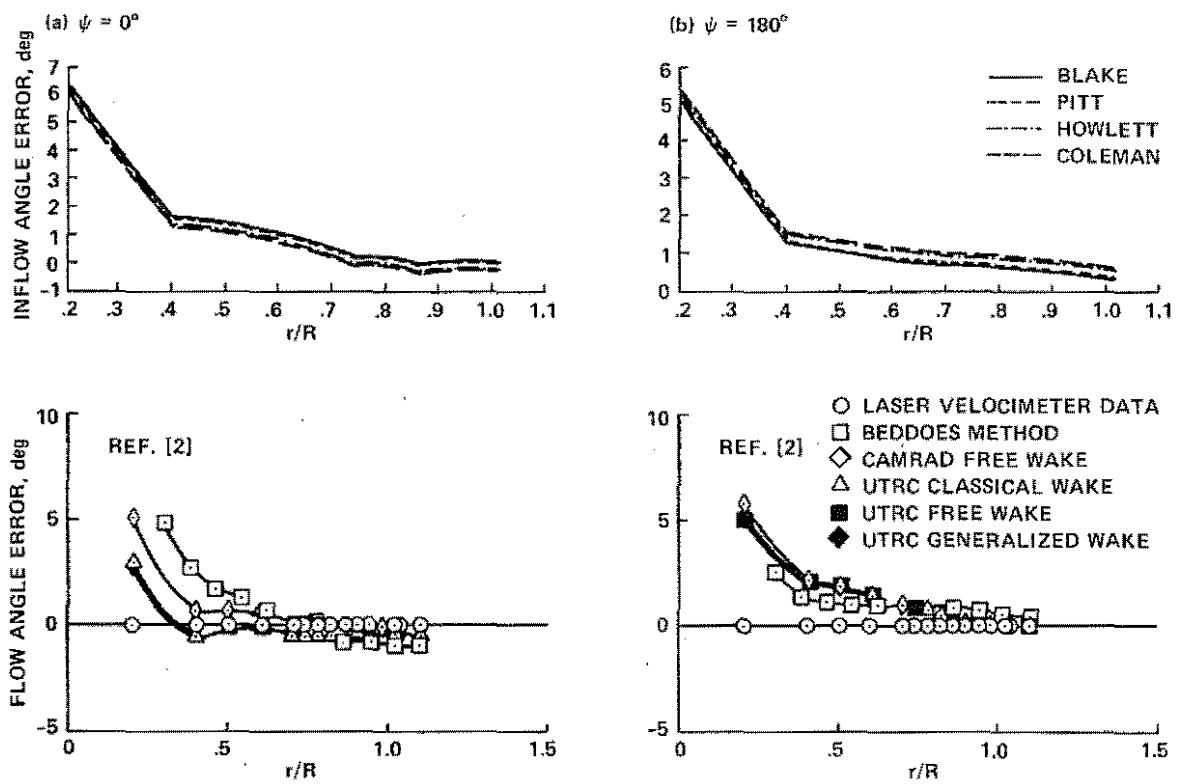 (a) ψ = 0°
INFLOW ANGLE ERROR, deg
7
6
5
4
3
2
1
0
-1
.2 .3 .4 .5 .6 .7 .8 .9 1.0 1.1
r/R
(b) ψ = 180°
6
5
4
3
2
1
0
.2 .3 .4 .5 .6 .7 .8 .9 1.0 1.1
r/R
BLAKE
PITT
HOWLETT
COLEMAN
FLOW ANGLE ERROR, deg
10
5
0
-5
REF. [2]
0 .5 1.0 1.5
r/R
10
5
0
-5
REF. [2]
LASER VELOCIMETER DATA
BEDDOES METHOD
CAMRAD FREE WAKE
UTRC CLASSICAL WAKE
UTRC FREE WAKE
UTRC GENERALIZED WAKE
0 .5 1.0 1.5
r/R